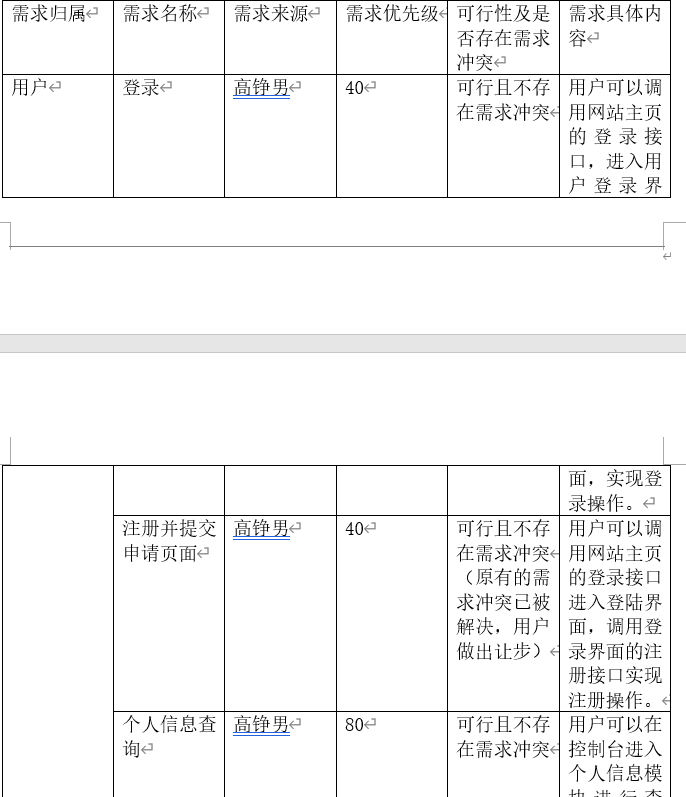 需求归属
需求名称
需求来源
需求优先级
可行性及是
否存在需求
冲突
需求具体内
容
用户
登录
高铮男
40
可行且不存
在需求冲突
用户可以调
用网站主页
的登录接
口，进入用
户登录界
面，实现登
录操作。
注册并提交
申请页面
高铮男
40
可行且不存
在需求冲突
（原有的需
求冲突已被
解决，用户
做出让步）
用户可以调
用网站主页
的登录接口
进入登陆界
面，调用登
录界面的注
册接口实现
注册操作。
个人信息查
询
高铮男
80
可行且不存
在需求冲突
用户可以在
控制台进入
个人信息模
块进行查